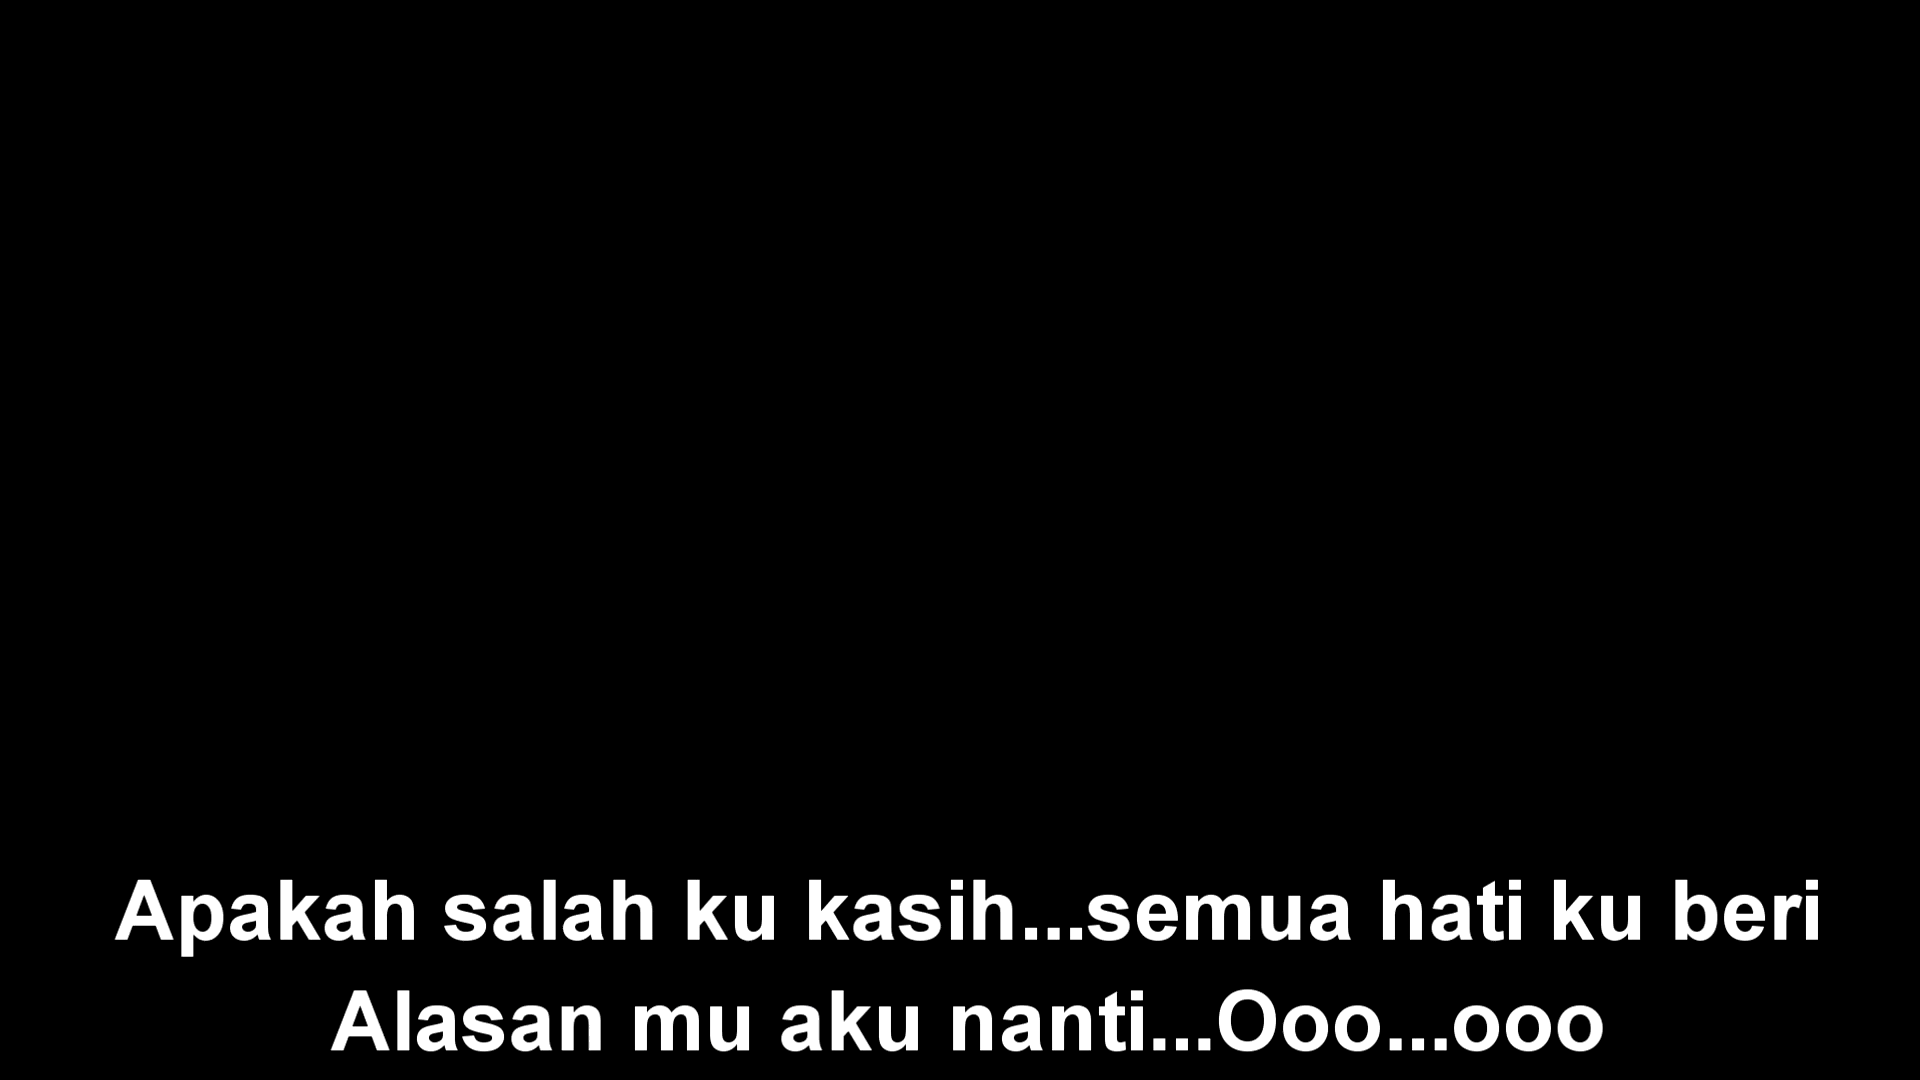 Apakah salah ku kasih...semua hati ku beri
Alasan mu aku nanti...Ooo...ooo